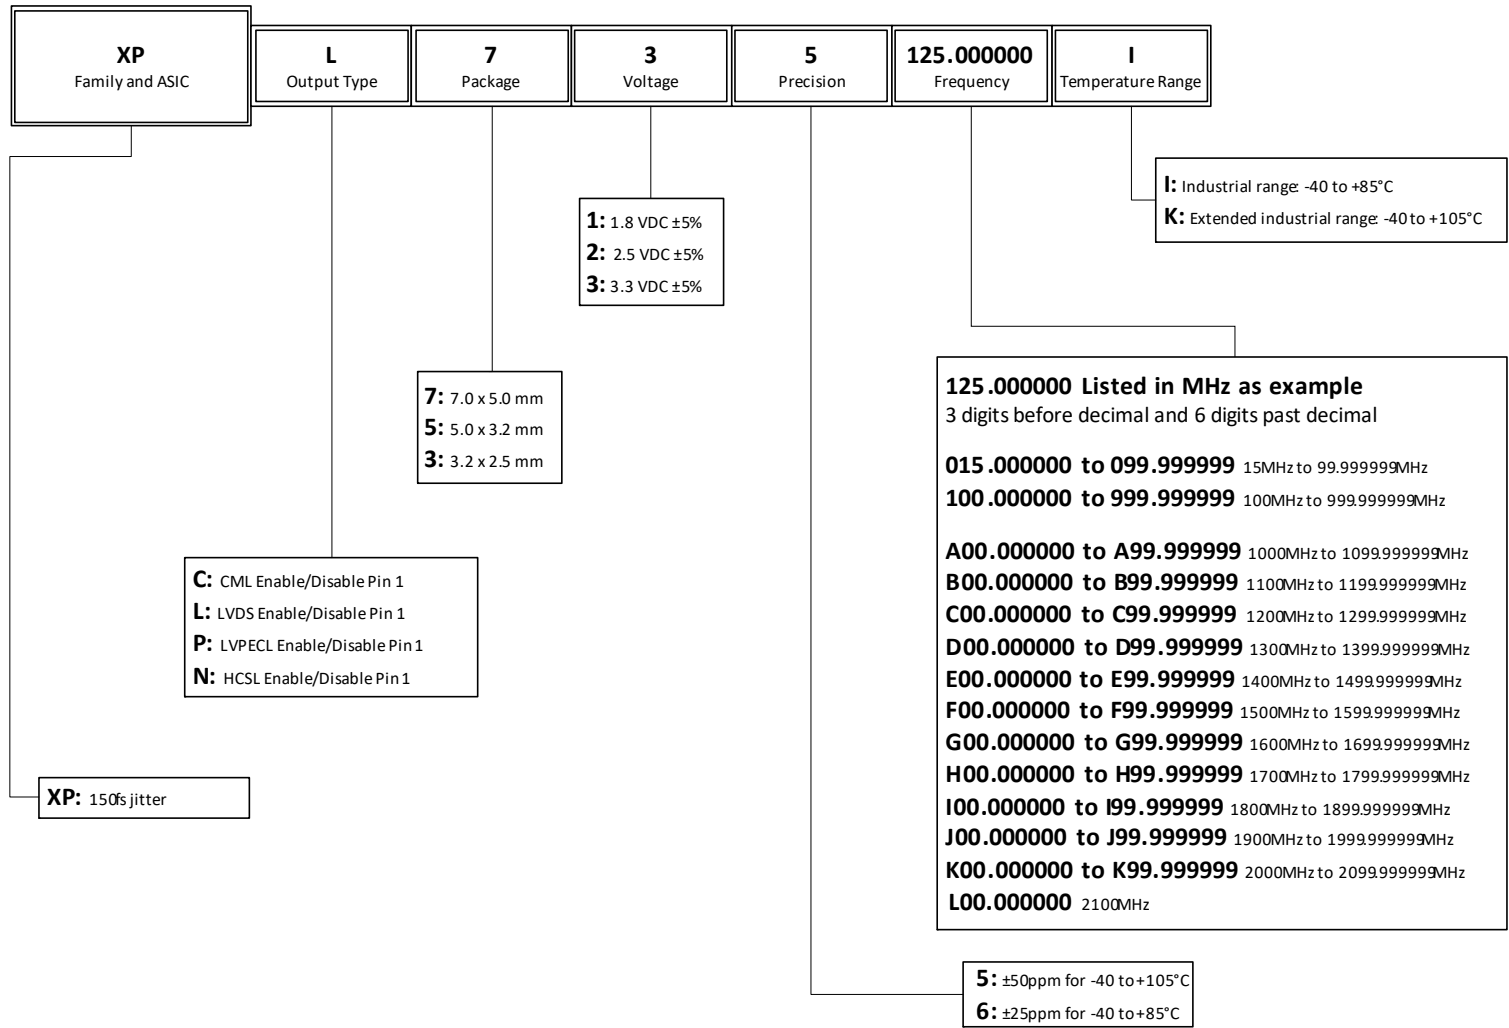 XP
Family and ASIC
L
Output Type
7
Package
3
Voltage
5
Precision
125.000000
Frequency
I
Temperature Range
I: Industrial range: -40 to +85°C
K: Extended industrial range: -40 to +105°C
1: 1.8 VDC ±5%
2: 2.5 VDC ±5%
3: 3.3 VDC ±5%
7: 7.0 x 5.0 mm
5: 5.0 x 3.2 mm
3: 3.2 x 2.5 mm
125.000000 Listed in MHz as example
3 digits before decimal and 6 digits past decimal
015.000000 to 099.999999 15MHz to 99.999999MHz
100.000000 to 999.999999 100MHz to 999.999999MHz
A00.000000 to A99.999999 1000MHz to 1099.999999MHz
B00.000000 to B99.999999 1100MHz to 1199.999999MHz
C00.000000 to C99.999999 1200MHz to 1299.999999MHz
D00.000000 to D99.999999 1300MHz to 1399.999999MHz
E00.000000 to E99.999999 1400MHz to 1499.999999MHz
F00.000000 to F99.999999 1500MHz to 1599.999999MHz
G00.000000 to G99.999999 1600MHz to 1699.999999MHz
H00.000000 to H99.999999 1700MHz to 1799.999999MHz
I00.000000 to I99.999999 1800MHz to 1899.999999MHz
J00.000000 to J99.999999 1900MHz to 1999.999999MHz
K00.000000 to K99.999999 2000MHz to 2099.999999MHz
L00.000000 2100MHz
C: CML Enable/Disable Pin 1
L: LVDS Enable/Disable Pin 1
P: LVPECL Enable/Disable Pin 1
N: HCSL Enable/Disable Pin 1
XP: 150fs jitter
5: ±50ppm for -40 to +105°C
6: ±25ppm for -40 to +85°C